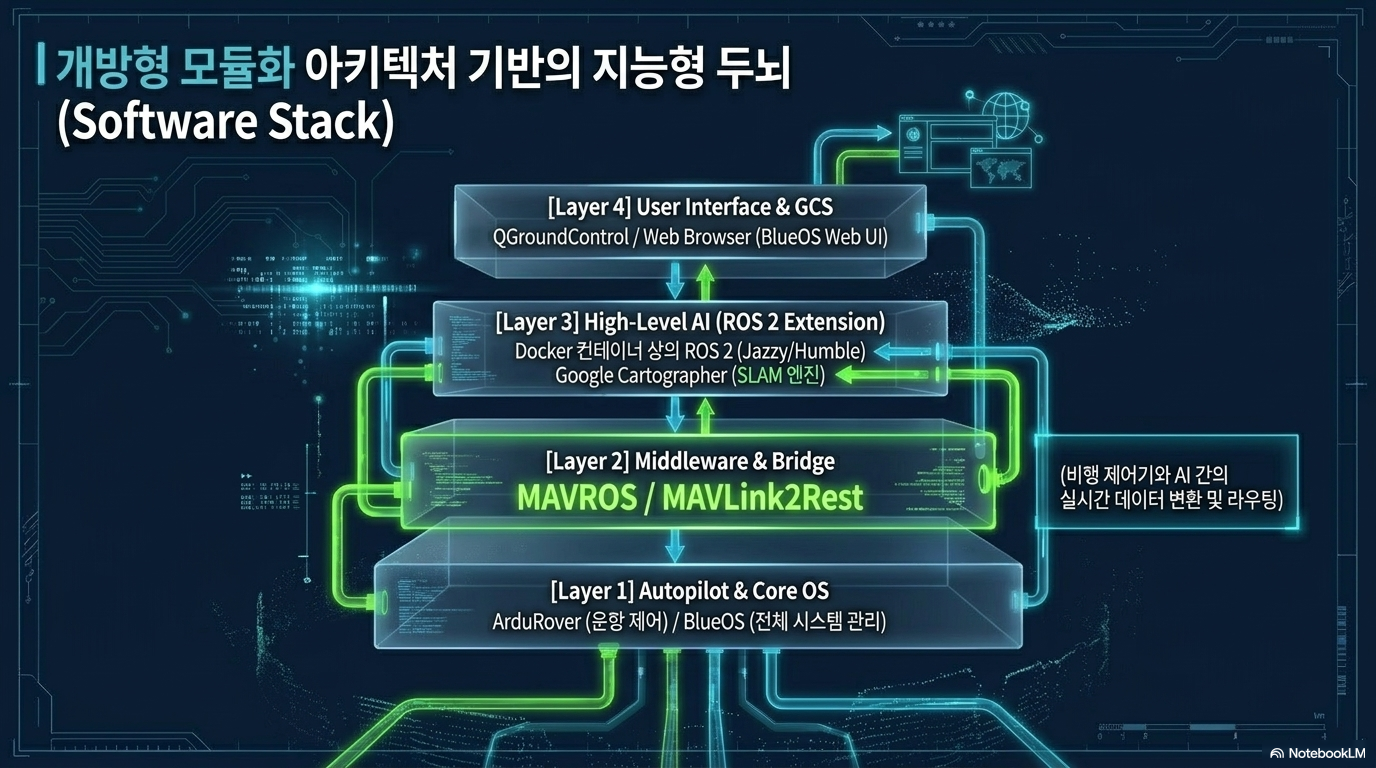 개방형 모듈화 아키텍처 기반의 지능형 두뇌
(Software Stack)
[Layer 4] User Interface & GCS
QGroundControl / Web Browser (BlueOS Web UI)
[Layer 3] High-Level AI (ROS 2 Extension)
Docker 컨테이너 상의 ROS 2 (Jazzy/Humble)
Google Cartographer (SLAM 엔진)
[Layer 2] Middleware & Bridge
MAVROS / MAVLink2Rest
(비행 제어기와 AI 간의
실시간 데이터 변환 및 라우팅)
[Layer 1] Autopilot & Core OS
ArduRover (운항 제어) / BlueOS (전체 시스템 관리)
NotebookLM